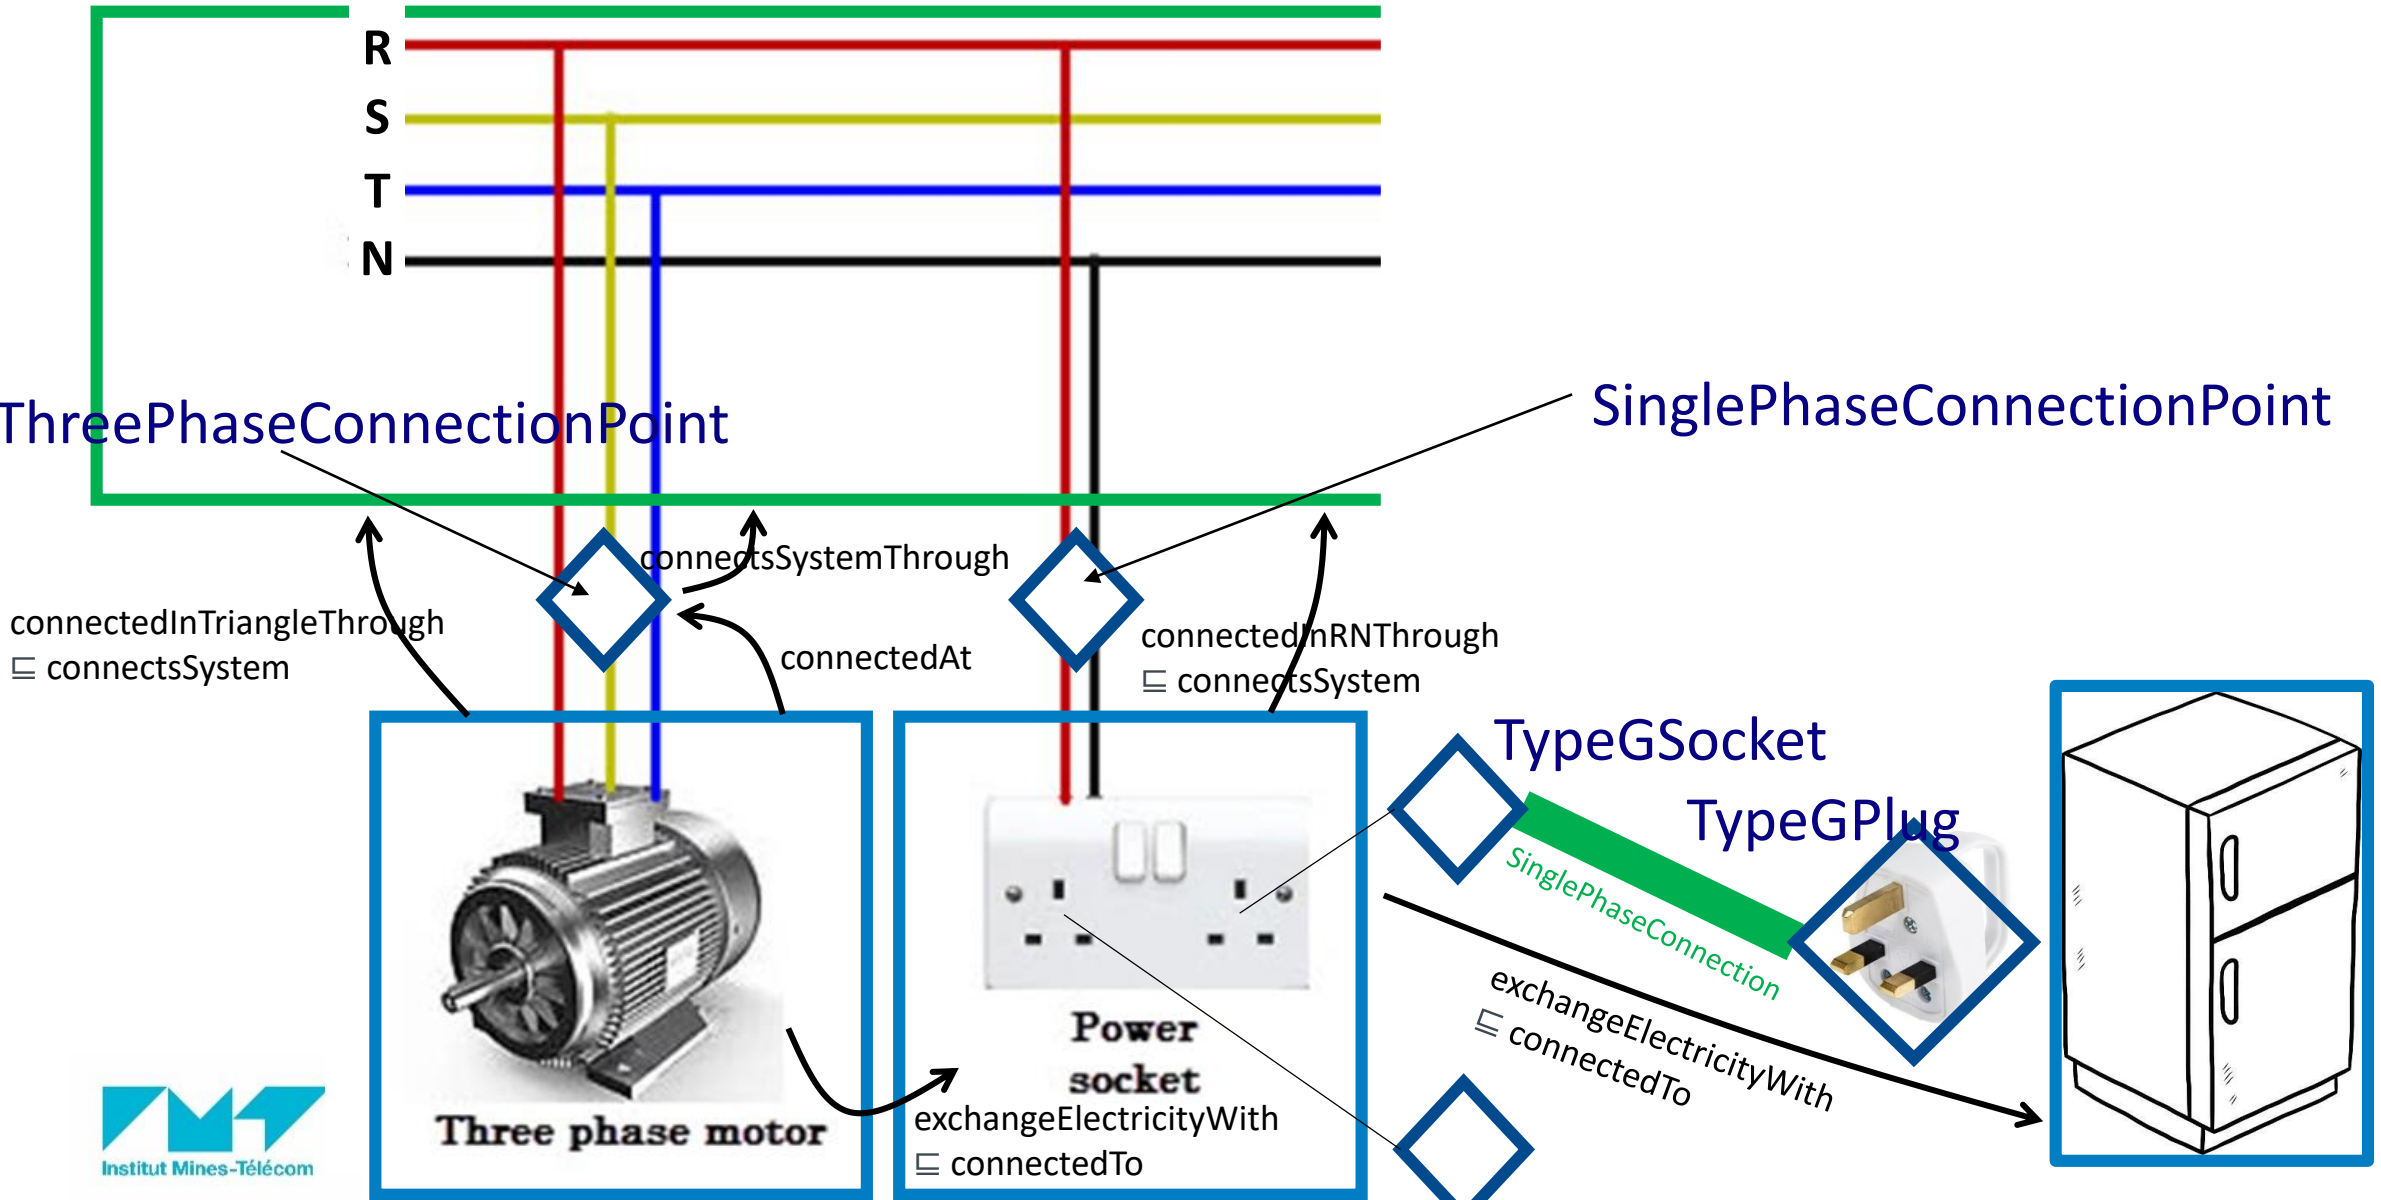 R
S
T
N
ThreePhaseConnectionPoint
SinglePhaseConnectionPoint
connectsSystemThrough
connectedInTriangleThrough
⊑ connectsSystem
connectedAt
connectedInRNThrough
⊑ connectsSystem
TypeGSocket
TypeGPlug
SinglePhaseConnection
exchangeElectricityWith
⊑ connectedTo
Power
socket
Three phase motor
exchangeElectricityWith
⊑ connectedTo
Institut Mines-Télécom